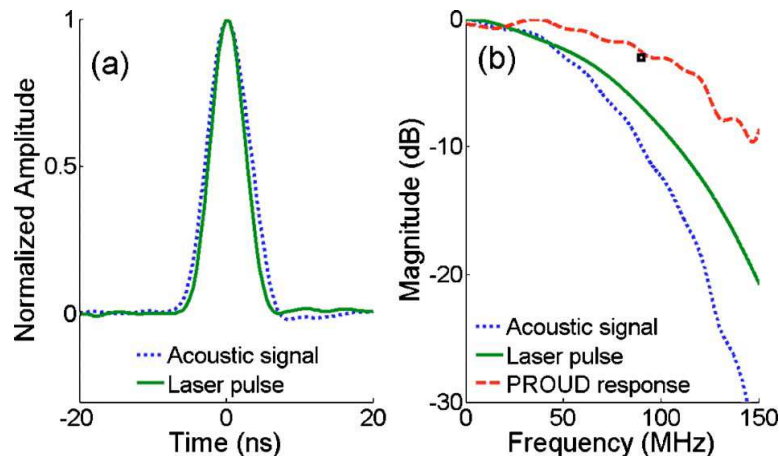 (a)
Normalized Amplitude
1
0.5
0
Acoustic signal
Laser pulse
-20
0
20
Time (ns)
(b)
Magnitude (dB)
0
-10
-20
-30
Acoustic signal
Laser pulse
PROUD response
0
50
100
150
Frequency (MHz)